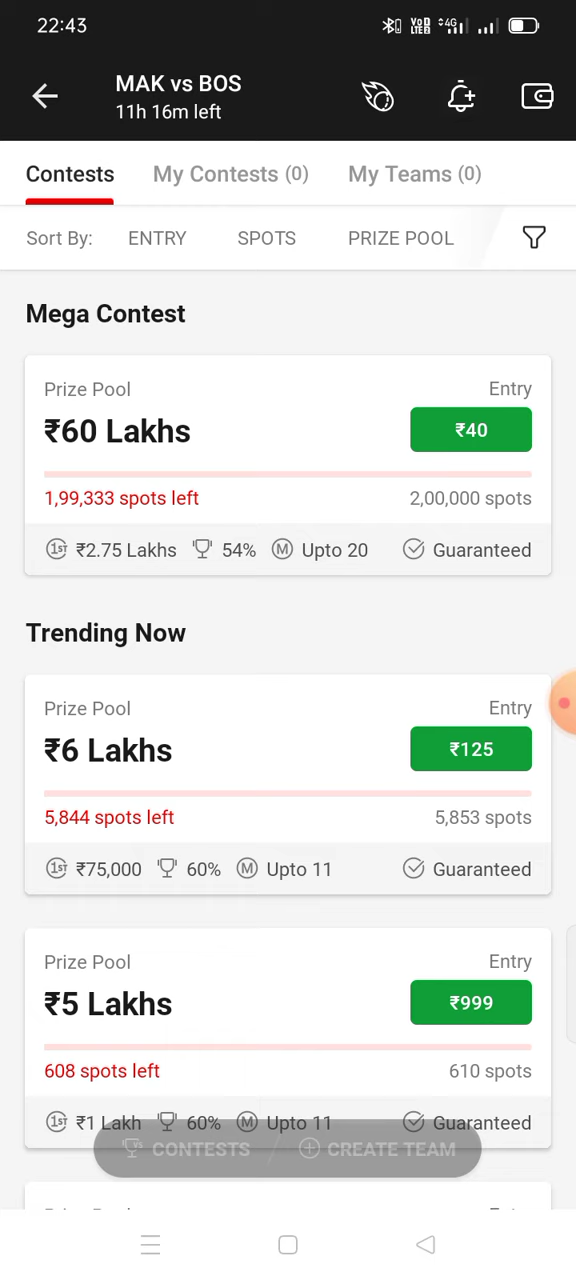 22:43
VoD LTE2 4G
MAK vs BOS
11h 16m left
Contests My Contests (0) My Teams (0)
Sort By: ENTRY SPOTS PRIZE POOL
Mega Contest
Prize Pool Entry
₹60 Lakhs ₹40
1,99,333 spots left 2,00,000 spots
1ST ₹2.75 Lakhs 54% M Upto 20 Guaranteed
Trending Now
Prize Pool Entry
₹6 Lakhs ₹125
5,844 spots left 5,853 spots
1ST ₹75,000 60% M Upto 11 Guaranteed
Prize Pool Entry
₹5 Lakhs ₹999
608 spots left 610 spots
1ST ₹1 Lakh 60% M Upto 11 Guaranteed
CONTESTS CREATE TEAM